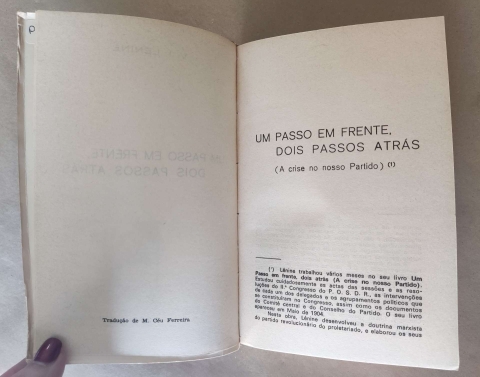 Tradução de M. Céu Ferreira
UM PASSO EM FRENTE,
DOIS PASSOS ATRÁS
(A crise no nosso Partido) (¹)
(¹) Lénine trabalhou vários meses no seu livro Um
Passo em frente, dois atrás (A crise no nosso Partido).
Estudou cuidadosamente as actas das sessões e as reso-
luções do II.º Congresso do P. O. S. D. R., as intervenções
de cada um dos delegados e os agrupamentos políticos que
se constituíram no Congresso, assim como os documentos
do Comité central e do Conselho do Partido. O seu livro
apareceu em Maio de 1904.
Nesta obra, Lénine desenvolveu a doutrina marxista
do partido revolucionário do proletariado, e elaborou os seus